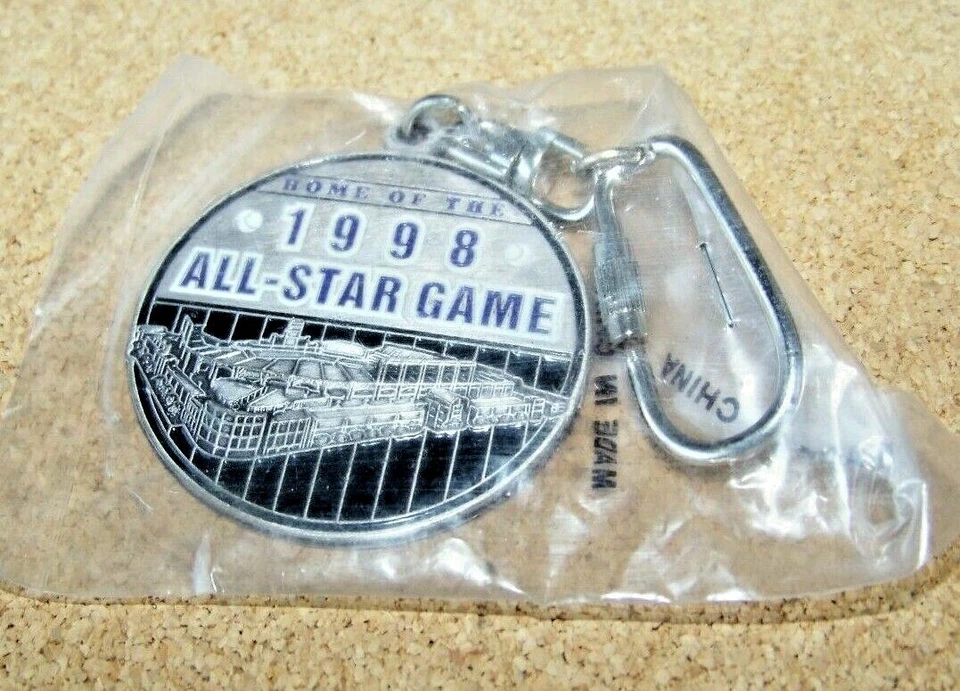 HOME OF THE
1998
ALL-STAR GAME
MADE IN
CHINA